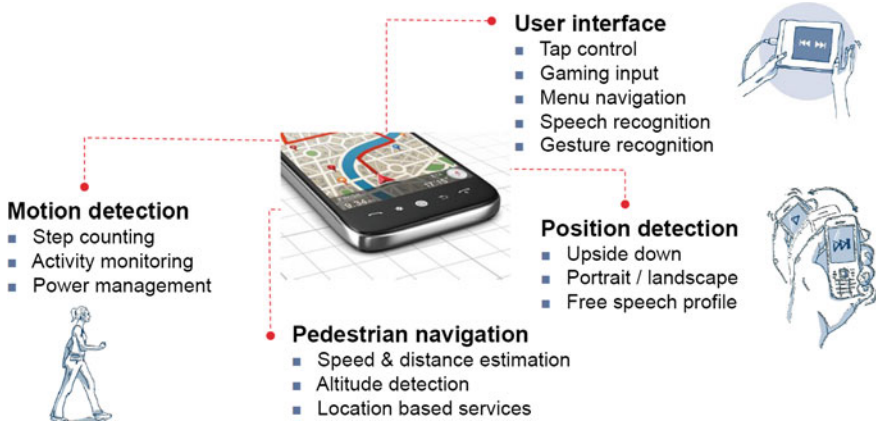 User interface
Tap control
Gaming input
Menu navigation
Speech recognition
Gesture recognition
Motion detection
Step counting
Activity monitoring
Power management
Position detection
Upside down
Portrait / landscape
Free speech profile
Pedestrian navigation
Speed & distance estimation
Altitude detection
Location based services